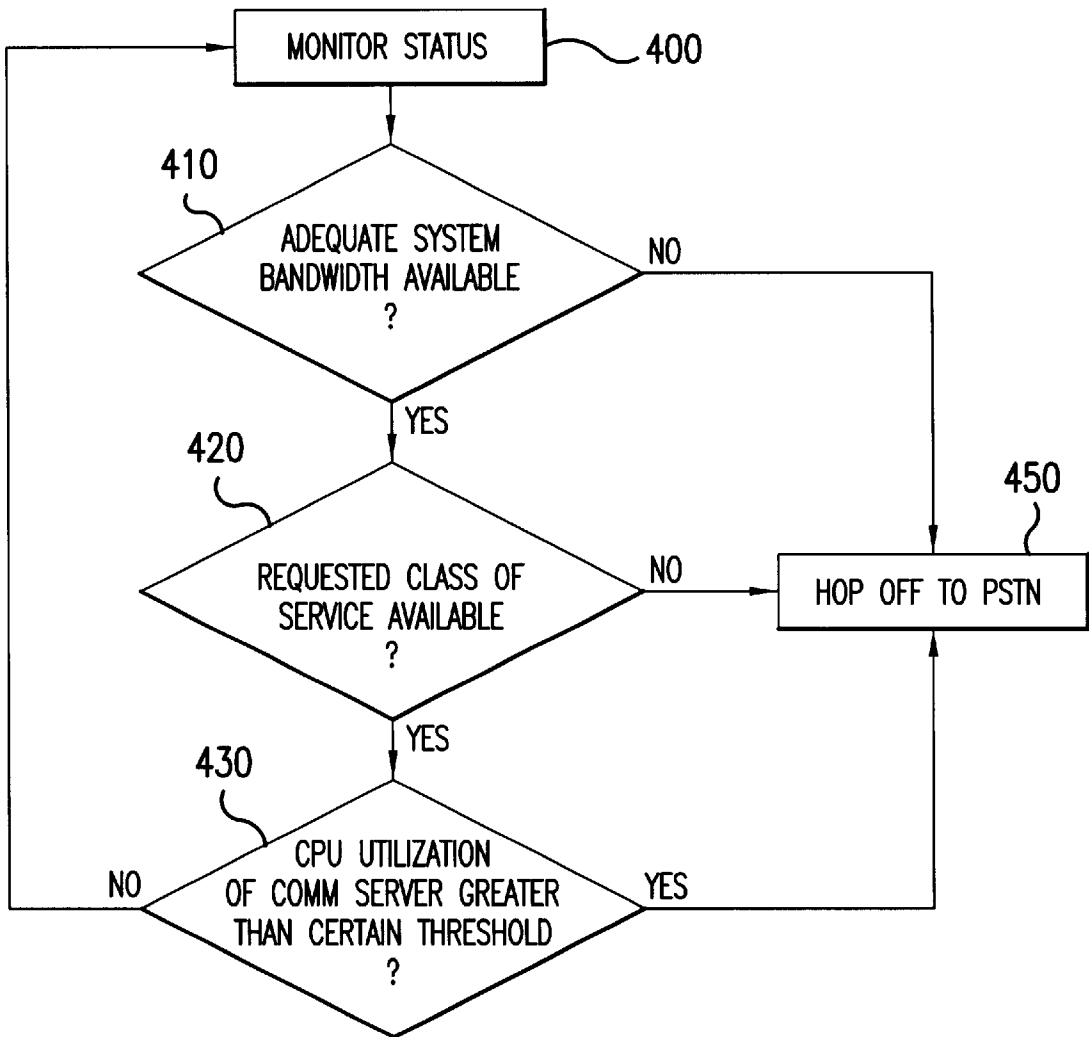 MONITOR STATUS
400
410
ADEQUATE SYSTEM
BANDWIDTH AVAILABLE
?
NO
YES
420
REQUESTED CLASS OF
SERVICE AVAILABLE
?
NO
450
HOP OFF TO PSTN
YES
430
CPU UTILIZATION
OF COMM SERVER GREATER
THAN CERTAIN THRESHOLD
?
NO
YES